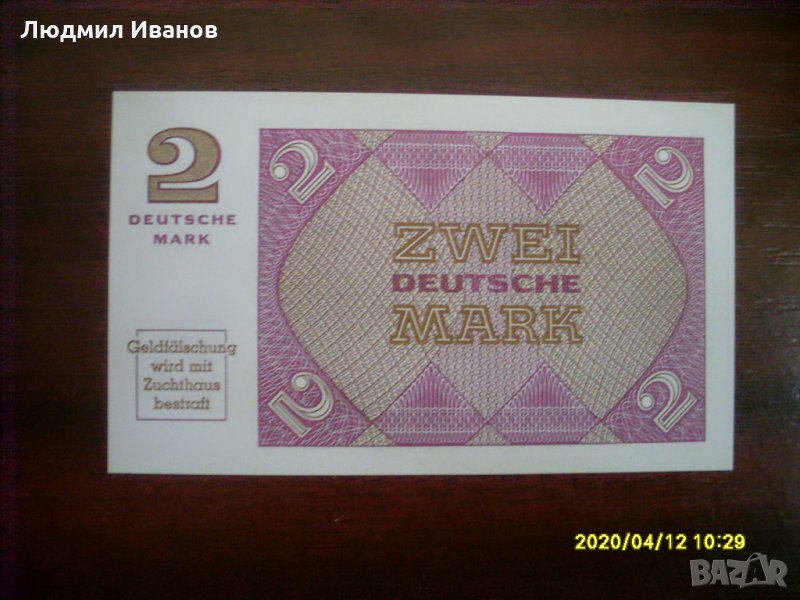 Людмил Иванов
2
DEUTSCHE
MARK
Geldfälschung
wird mit
Zuchthaus
bestraft
2 2
ZWEI
DEUTSCHE
MARK
2 2
2020/04/12 10:29
BAZAR